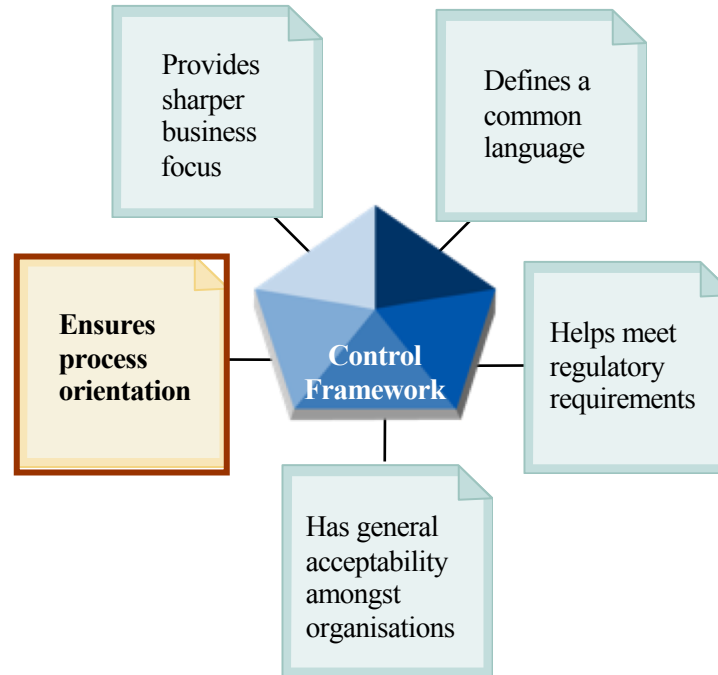 Provides
sharper
business
focus
Defines a
common
language
Ensures
process
orientation
Control
Framework
Helps meet
regulatory
requirements
Has general
acceptability
amongst
organisations